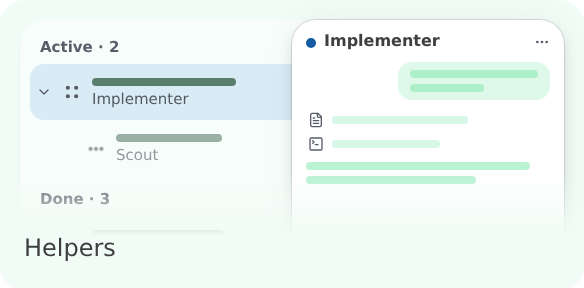 Active · 2
Implementer
Scout
Done · 3
Implementer
Helpers